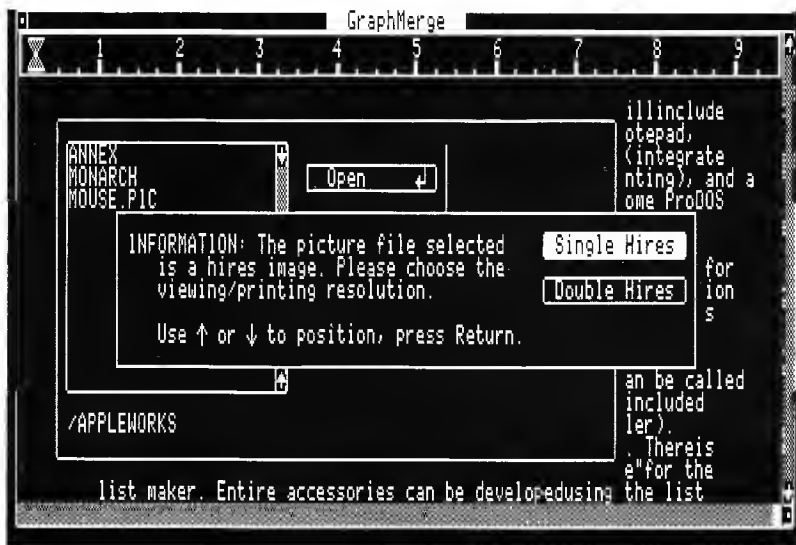 GraphMerge
1 2 3 4 5 6 7 8 9
illinclude
otepad,
(integrate
nting), and a
ome ProDOS
ANNEX
MONARCH
MOUSE.PIC
Open
INFORMATION: The picture file selected
is a hires image. Please choose the
viewing/printing resolution.
Use ↑ or ↓ to position, press Return.
Single Hires
Double Hires
for
ion
s
an be called
included
ler).
. Thereis
e"for the
/APPLEWORKS
list maker. Entire accessories can be developedusing the list